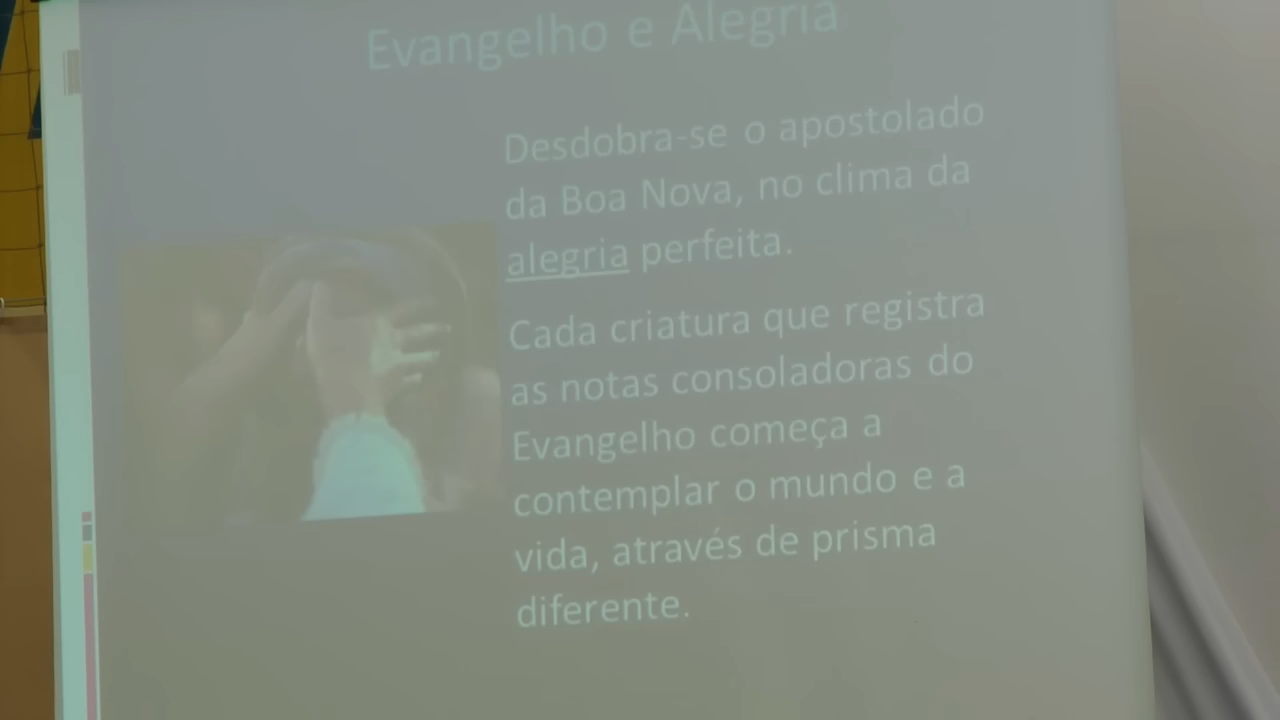 Evangelho e Alegria
Desdobra-se o apostolado
da Boa Nova, no clima da
alegria perfeita.
Cada criatura que registra
as notas consoladoras do
Evangelho começa a
contemplar o mundo e a
vida, através de prisma
diferente.